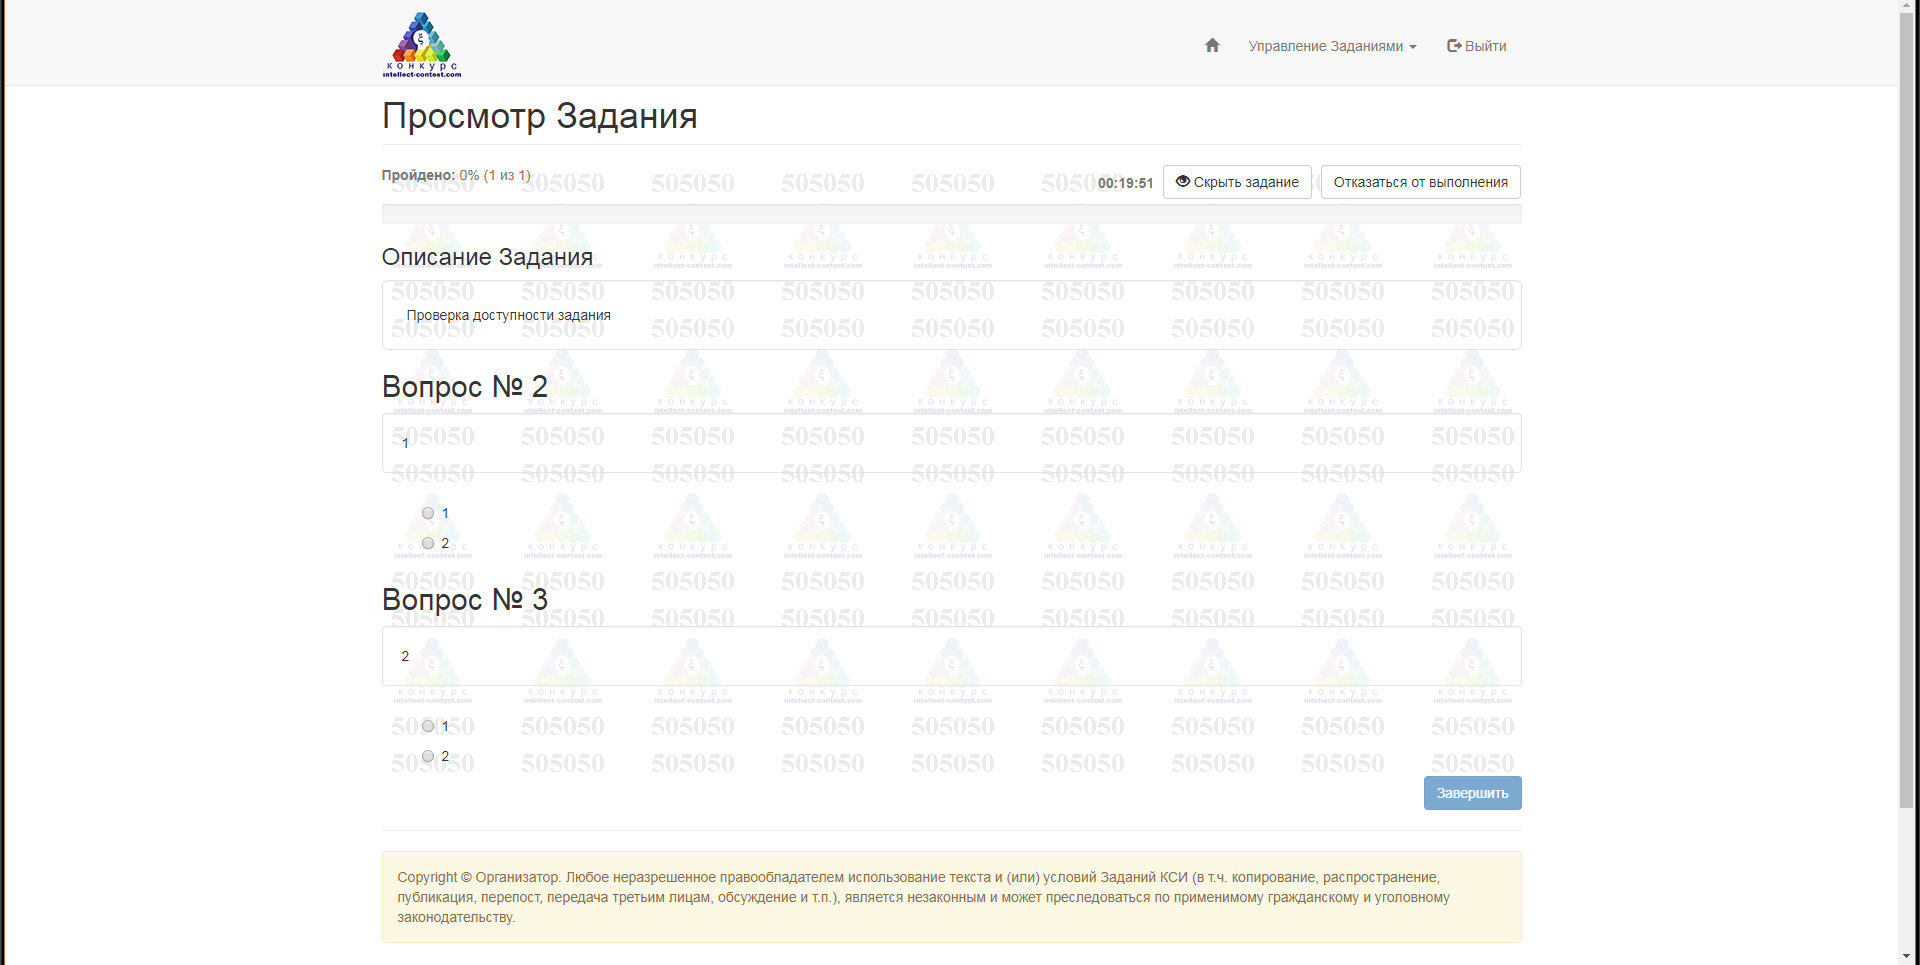 КОНКУРС
intellect-contest.com
Управление Заданиями
Выйти
Просмотр Задания
Пройдено: 0% (1 из 1)
00:19:51
Скрыть задание
Отказаться от выполнения
Описание Задания
Проверка доступности задания
Вопрос № 2
1
1
2
Вопрос № 3
2
1
2
Завершить
Copyright © Организатор. Любое неразрешенное правообладателем использование текста и (или) условий Заданий КСИ (в т.ч. копирование, распространение,
публикация, перепост, передача третьим лицам, обсуждение и т.п.), является незаконным и может преследоваться по применимому гражданскому и уголовному
законодательству.
505050